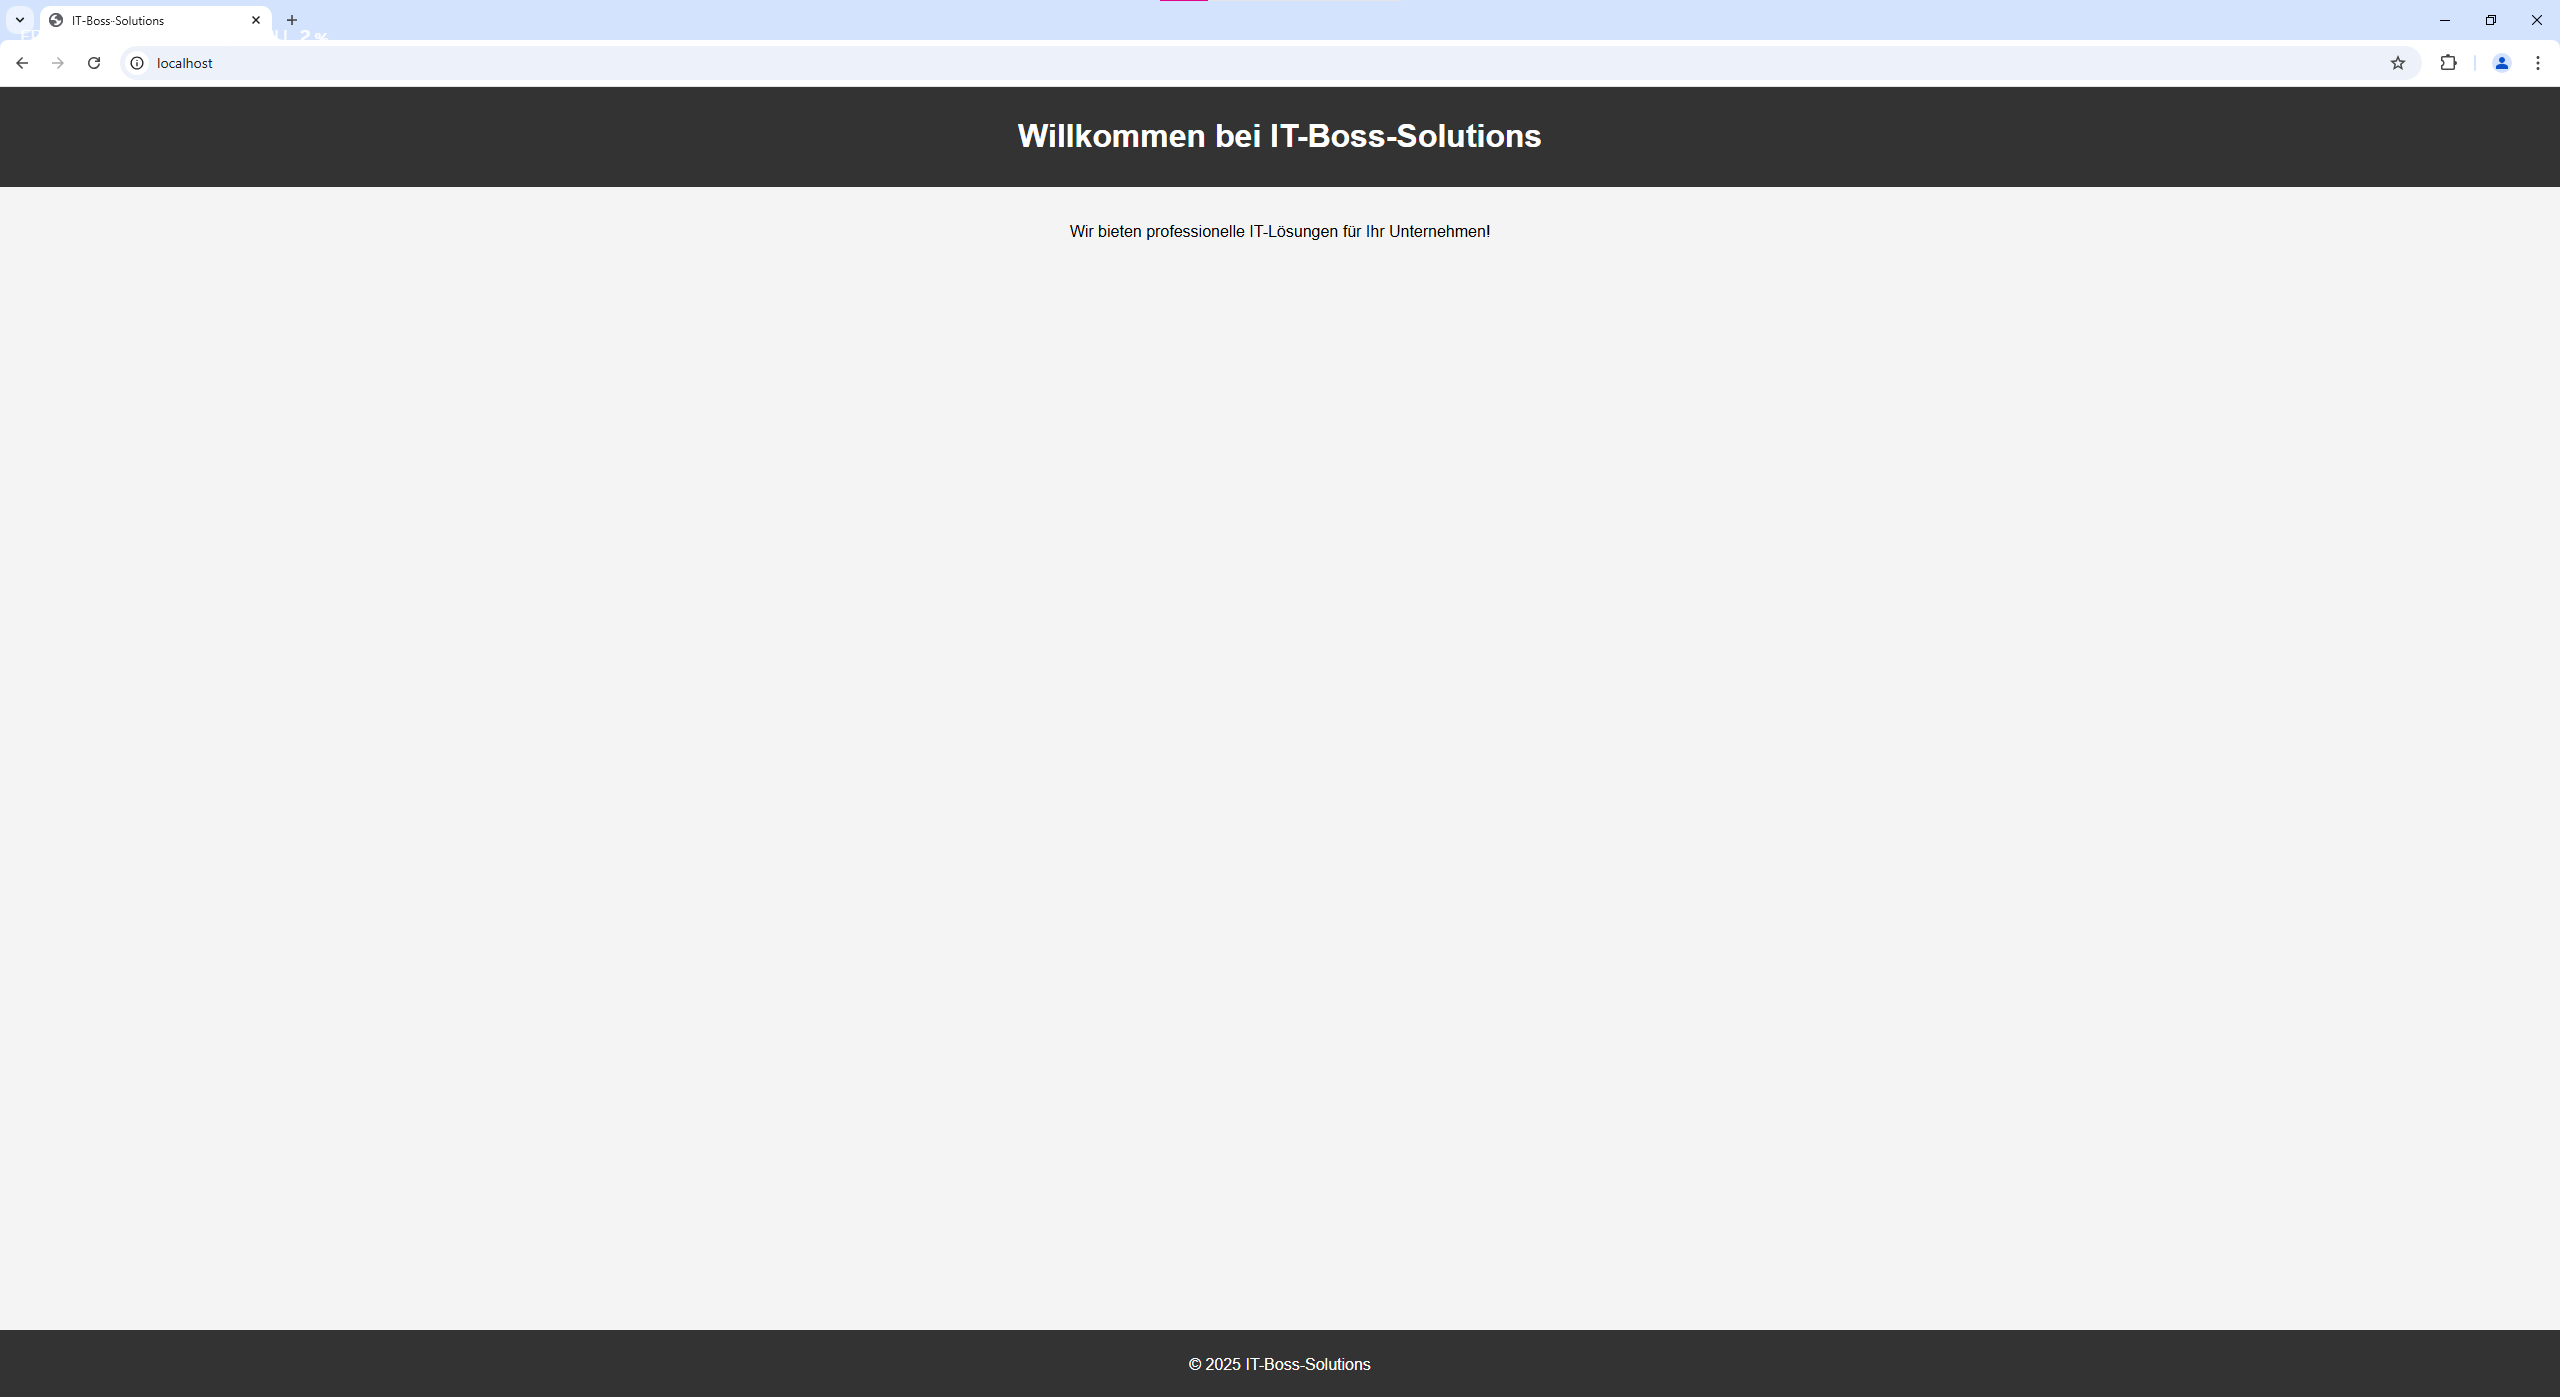 IT-Boss-Solutions
localhost
Willkommen bei IT-Boss-Solutions
Wir bieten professionelle IT-Lösungen für Ihr Unternehmen!
© 2025 IT-Boss-Solutions